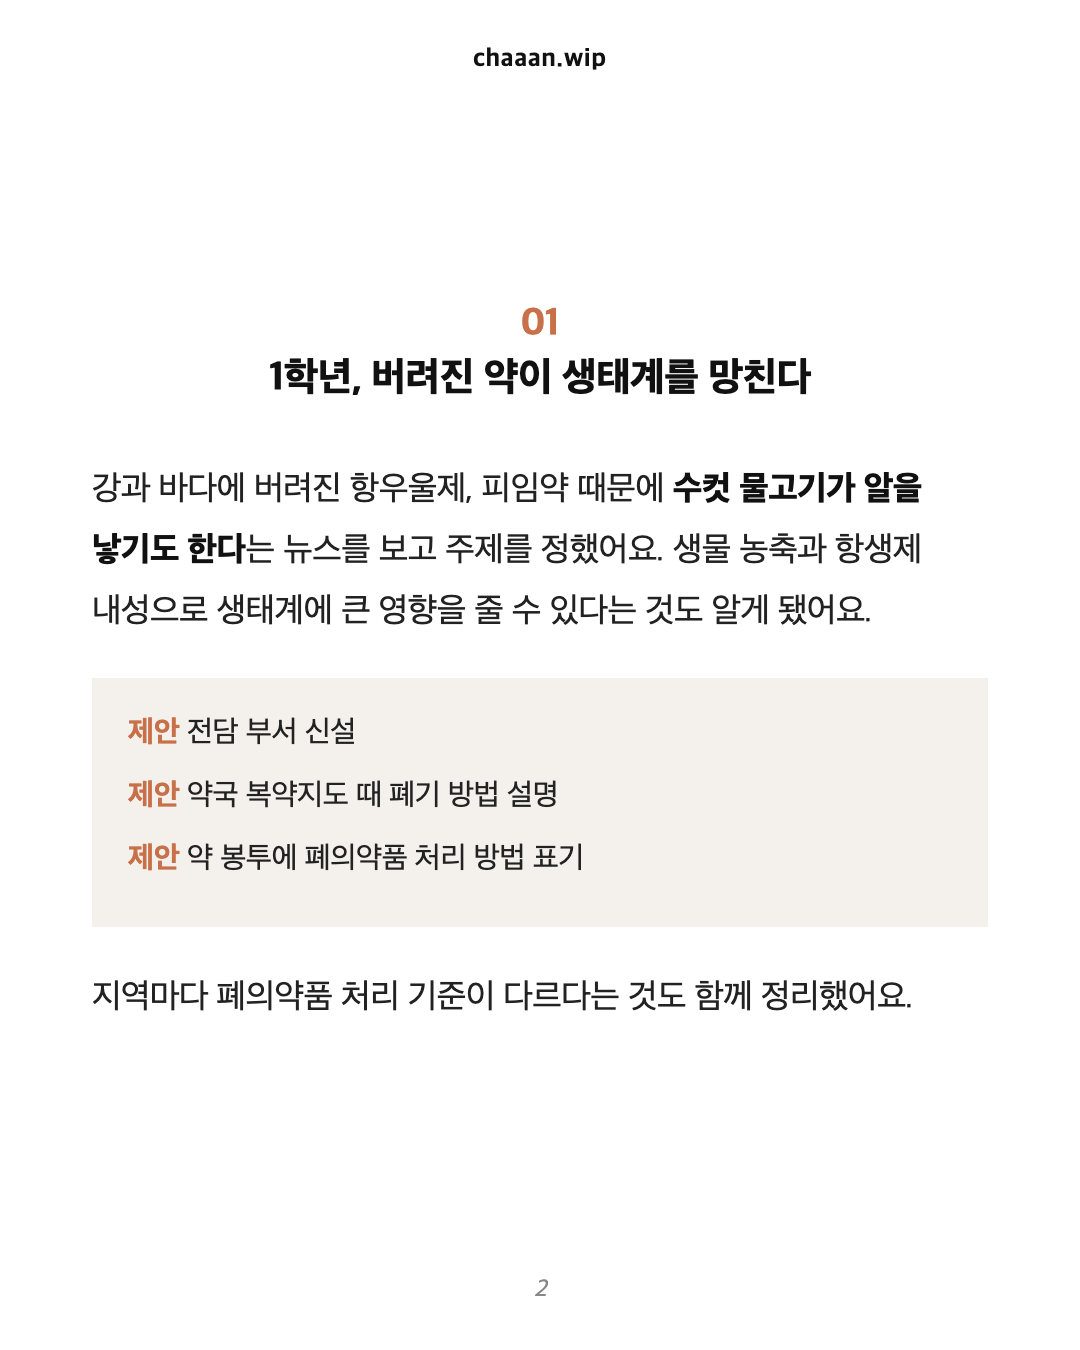 chaaan.wip
01
1학년, 버려진 약이 생태계를 망친다
강과 바다에 버려진 항우울제, 피임약 때문에 수컷 물고기가 알을
낳기도 한다는 뉴스를 보고 주제를 정했어요. 생물 농축과 항생제
내성으로 생태계에 큰 영향을 줄 수 있다는 것도 알게 됐어요.
제안 전담 부서 신설
제안 약국 복약지도 때 폐기 방법 설명
제안 약 봉투에 폐의약품 처리 방법 표기
지역마다 폐의약품 처리 기준이 다르다는 것도 함께 정리했어요.
2